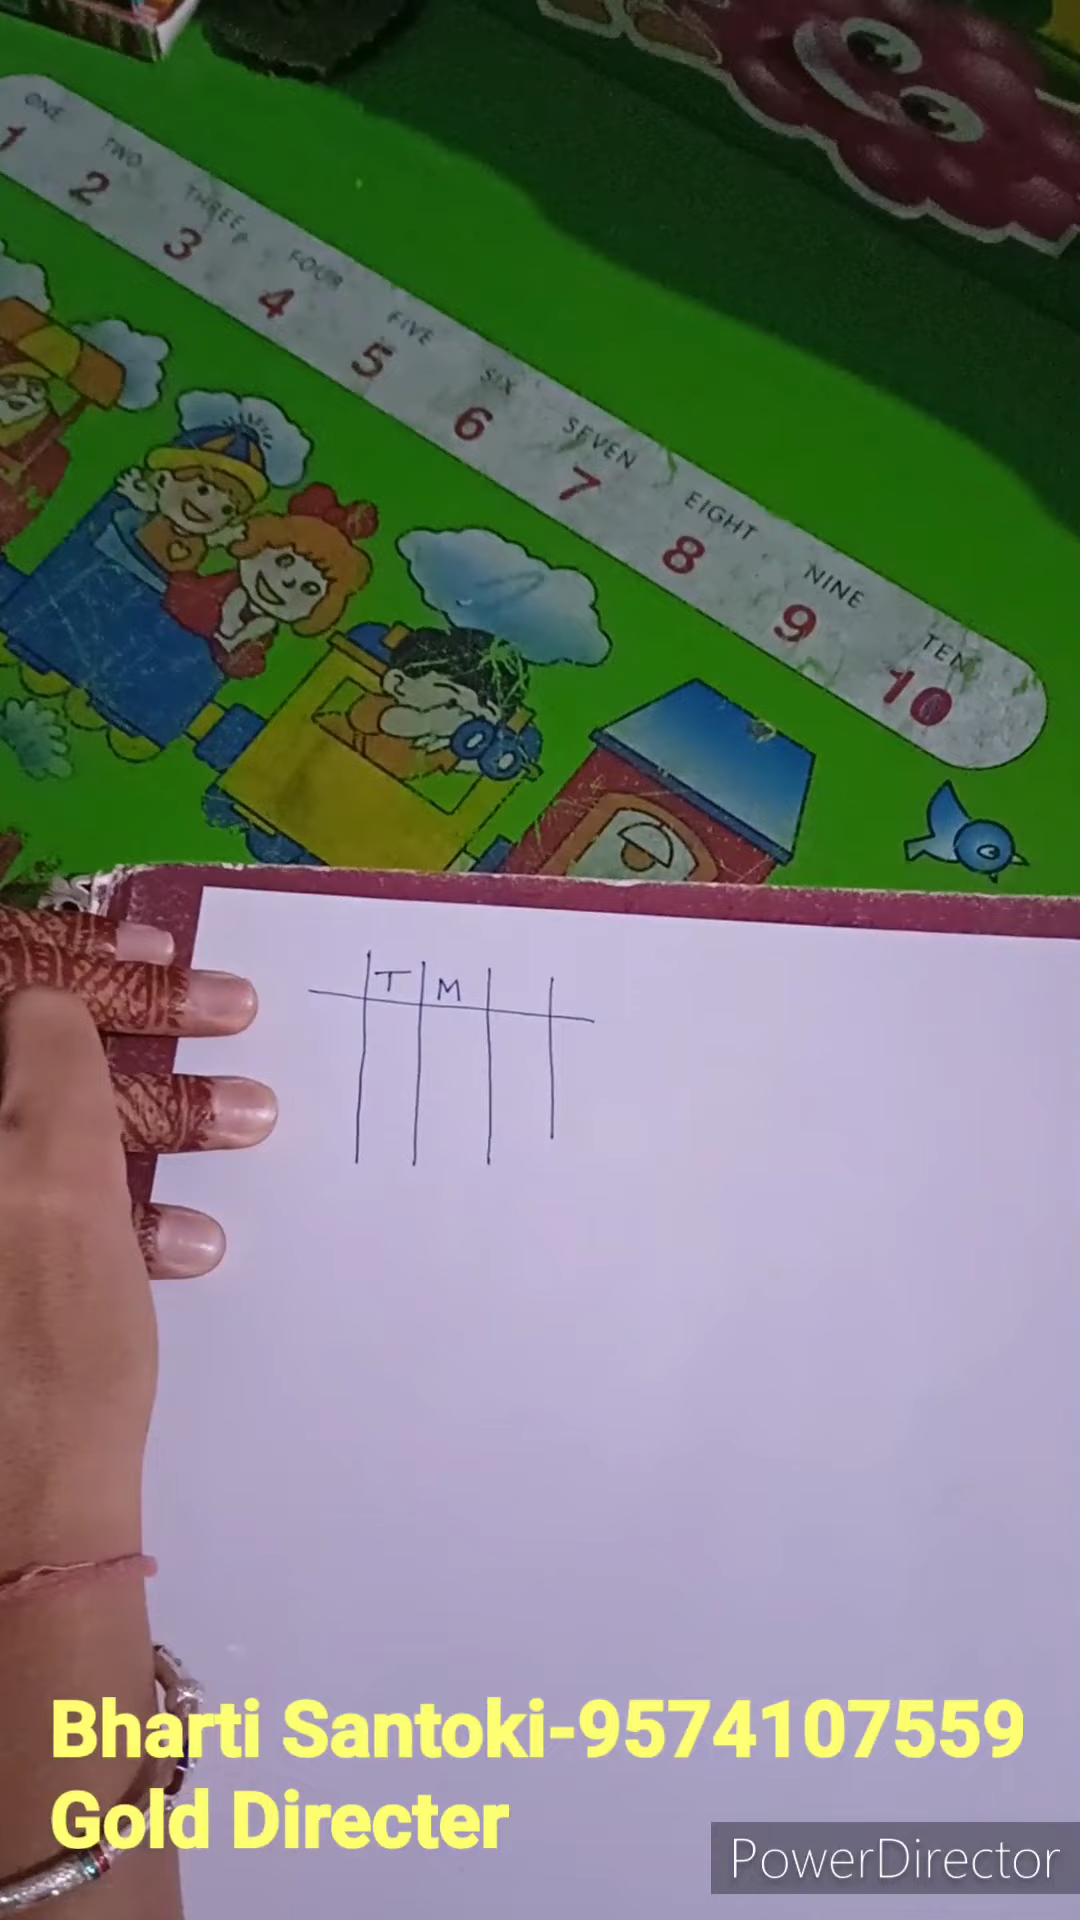 ONE TWO THREE FOUR FIVE SIX SEVEN EIGHT NINE TEN
1 2 3 4 5 6 7 8 9 10
T M
Bharti Santoki-9574107559
Gold Directer
PowerDirector